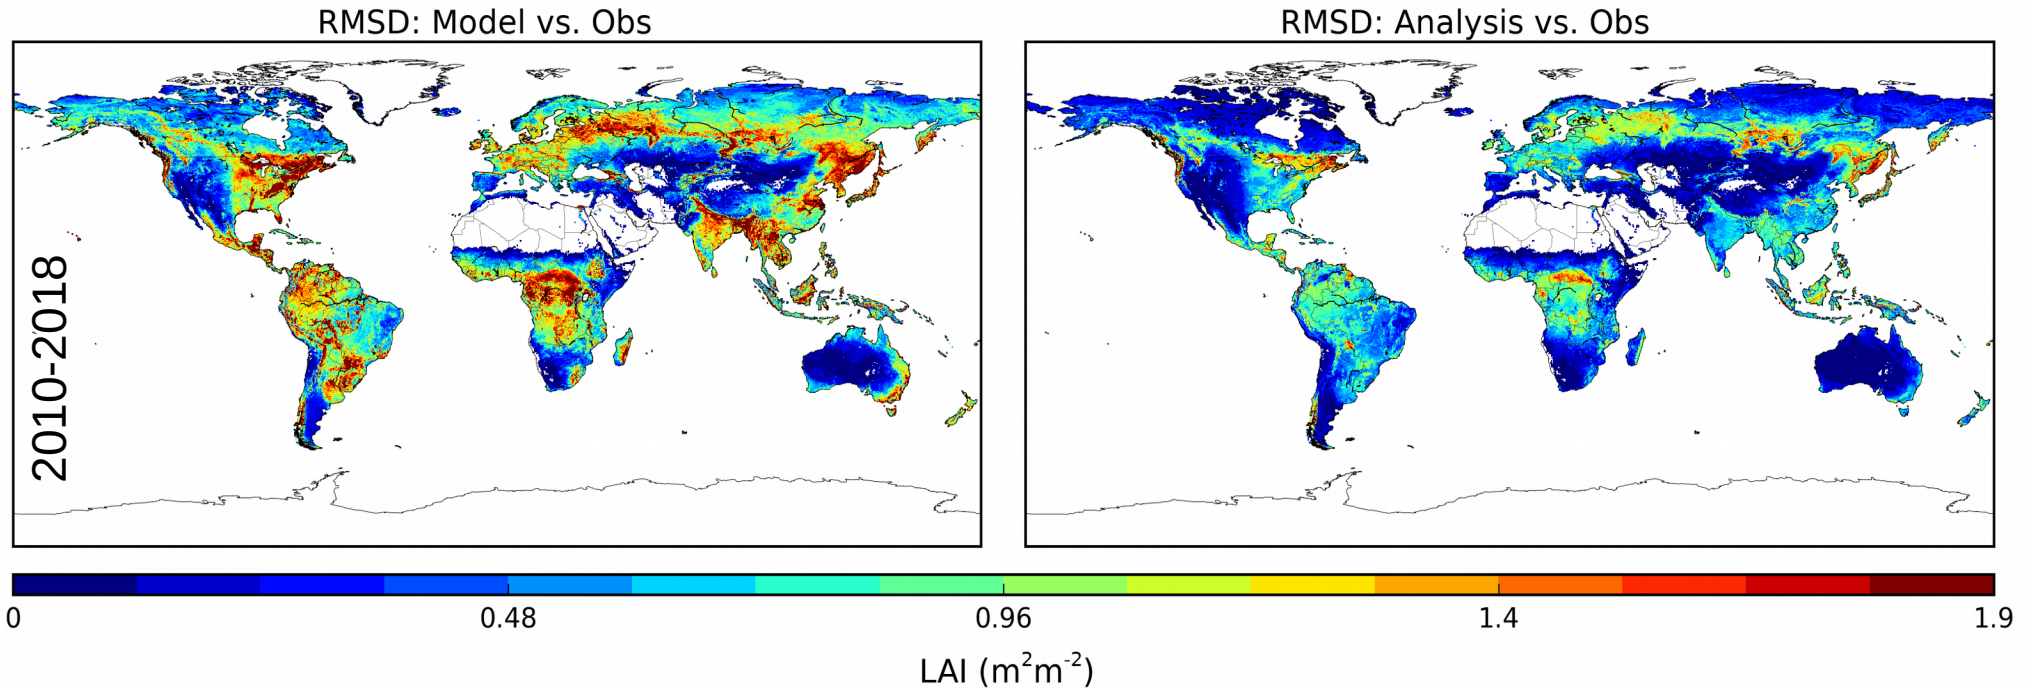 RMSD: Model vs. Obs
RMSD: Analysis vs. Obs
2010-2018
0 0.48 0.96 1.4 1.9
LAI (m²m⁻²)